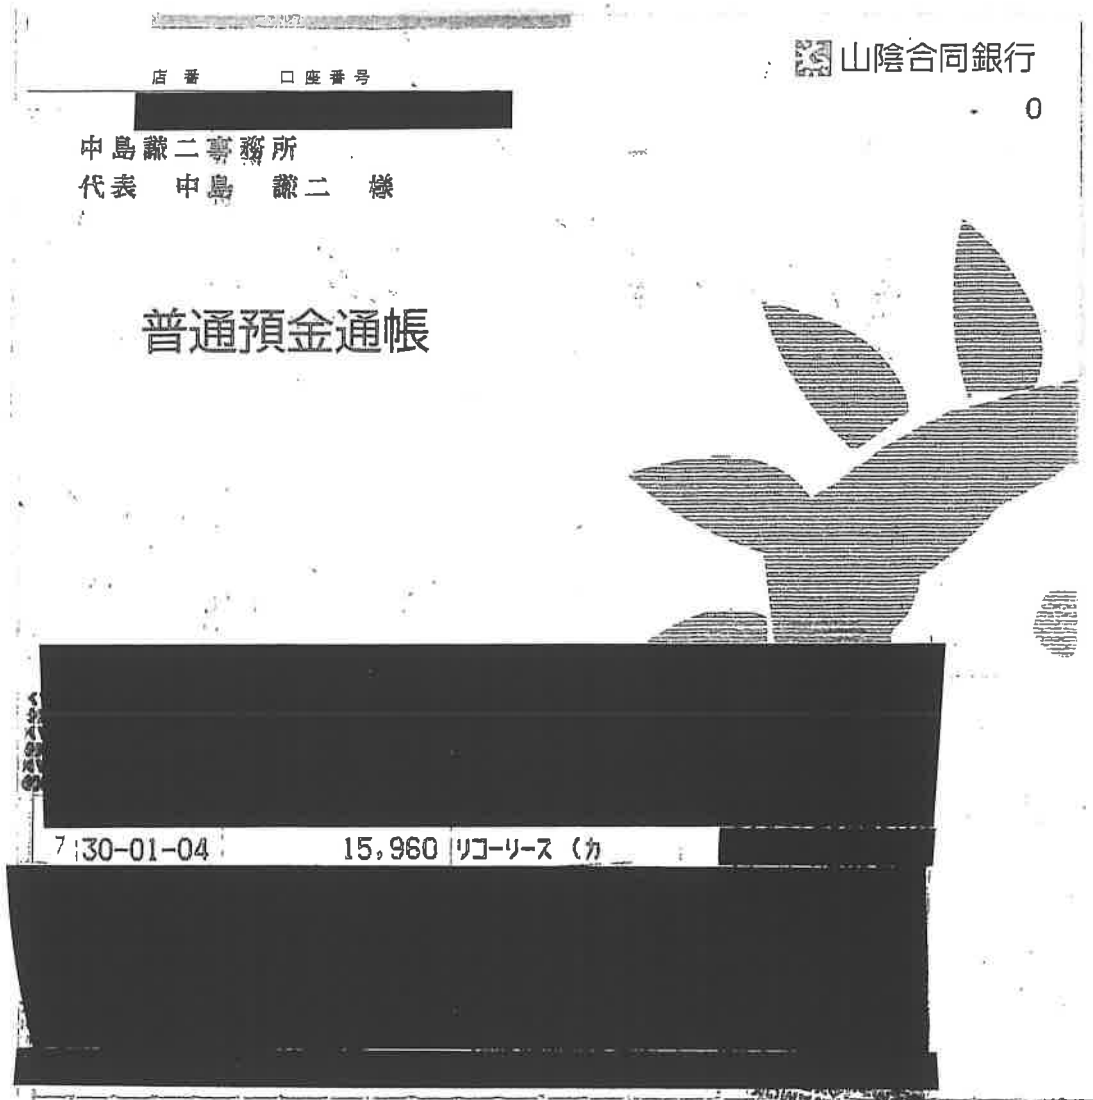 山陰合同銀行
店番 口座番号
0
中島謙二事務所
代表 中島 謙二 様
普通預金通帳
7 30-01-04 15,960 リコーリース (カ